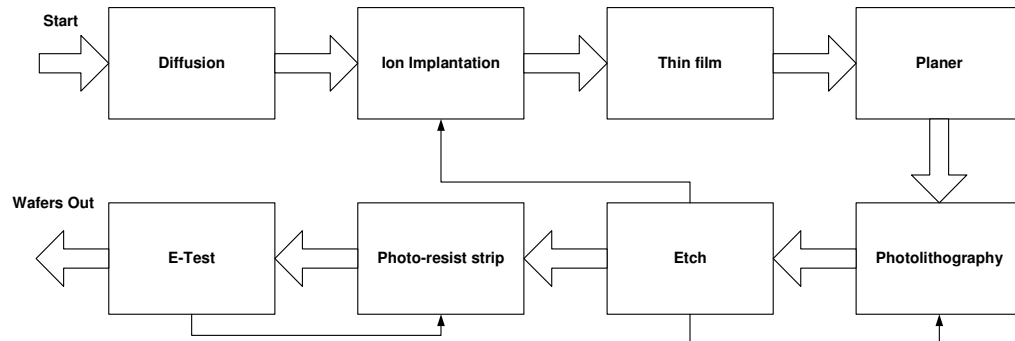 Start
Diffusion
Ion Implantation
Thin film
Planer
Wafers Out
E-Test
Photo-resist strip
Etch
Photolithography